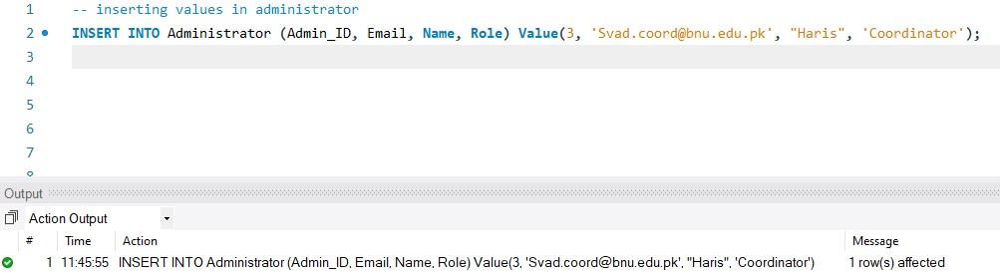 1 -- inserting values in administrator
2 INSERT INTO Administrator (Admin_ID, Email, Name, Role) Value(3, 'Svad.coord@bnu.edu.pk', "Haris", 'Coordinator');
3
4
5
6
7
8
Output
Action Output
# Time Action Message
1 11:45:55 INSERT INTO Administrator (Admin_ID, Email, Name, Role) Value(3, 'Svad.coord@bnu.edu.pk', "Haris", 'Coordinator') 1 row(s) affected